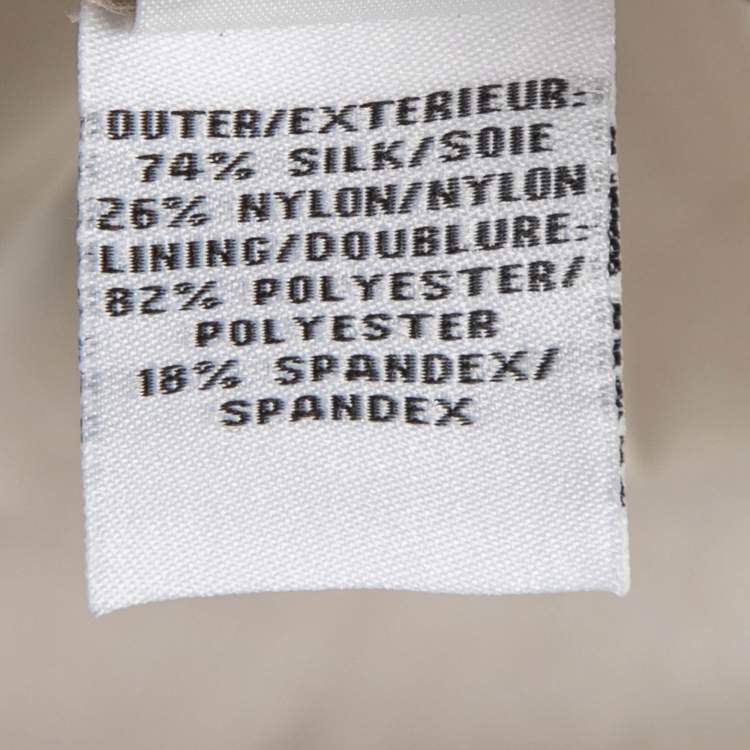 OUTER/EXTERIEUR:
74% SILK/SOIE
26% NYLON/NYLON
LINING/DOUBLURE:
82% POLYESTER/
POLYESTER
18% SPANDEX/
SPANDEX